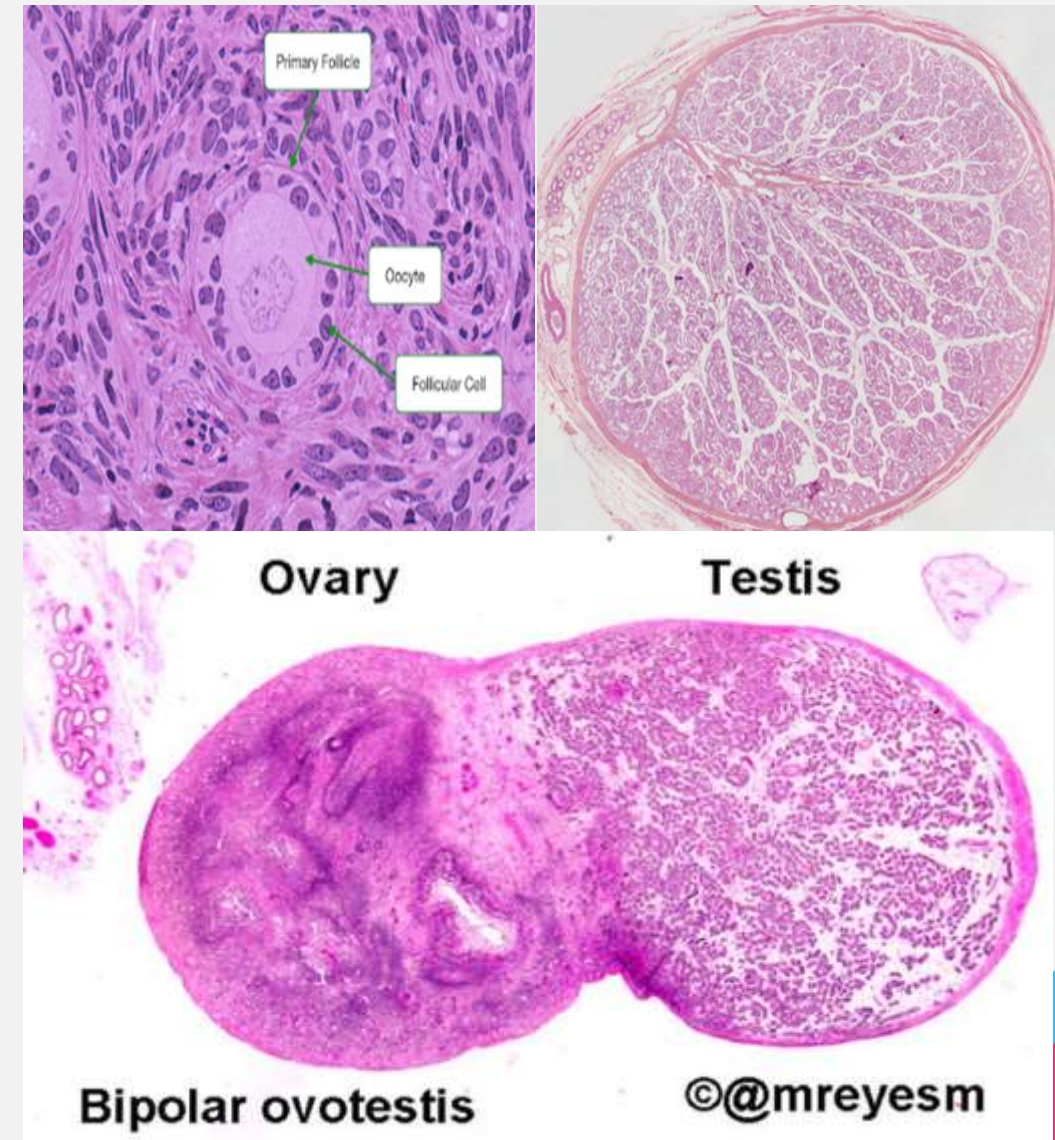 Primary Follicle
Oocyte
Follicular Cell
Ovary
Testis
Bipolar ovotestis
©@mreyesm